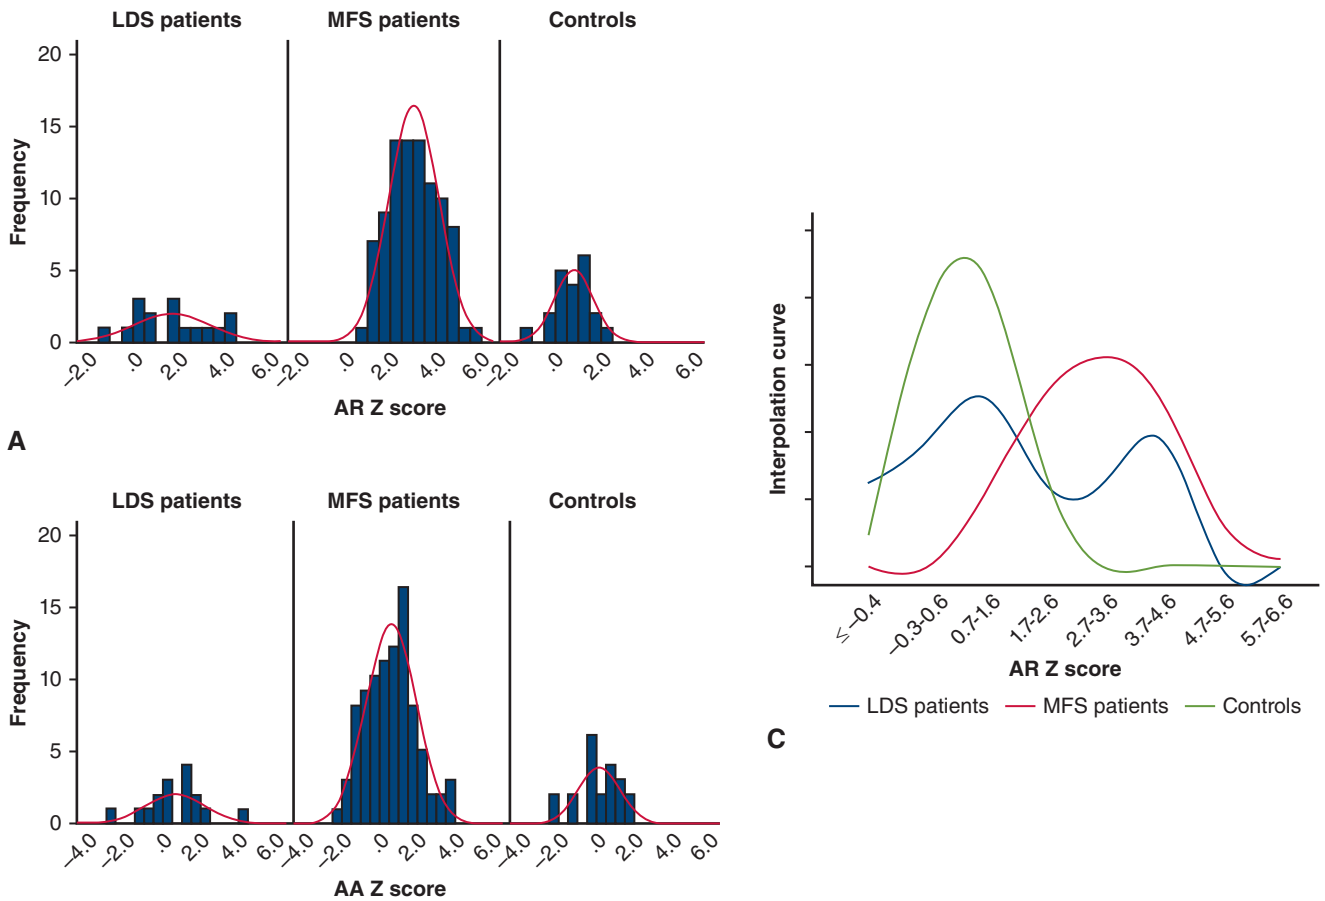 LDS patients MFS patients Controls
20
15
10
5
0
Frequency
–2.0 .0 2.0 4.0 6.0 –2.0 .0 2.0 4.0 6.0 –2.0 .0 2.0 4.0 6.0
AR Z score
A
LDS patients MFS patients Controls
20
15
10
5
0
Frequency
–4.0 –2.0 .0 2.0 4.0 6.0 –4.0 –2.0 .0 2.0 4.0 6.0 –4.0 –2.0 .0 2.0 4.0 6.0
AA Z score
Interpolation curve
≤ –0.4 –0.3-0.6 0.7-1.6 1.7-2.6 2.7-3.6 3.7-4.6 4.7-5.6 5.7-6.6
AR Z score
LDS patients MFS patients Controls
C